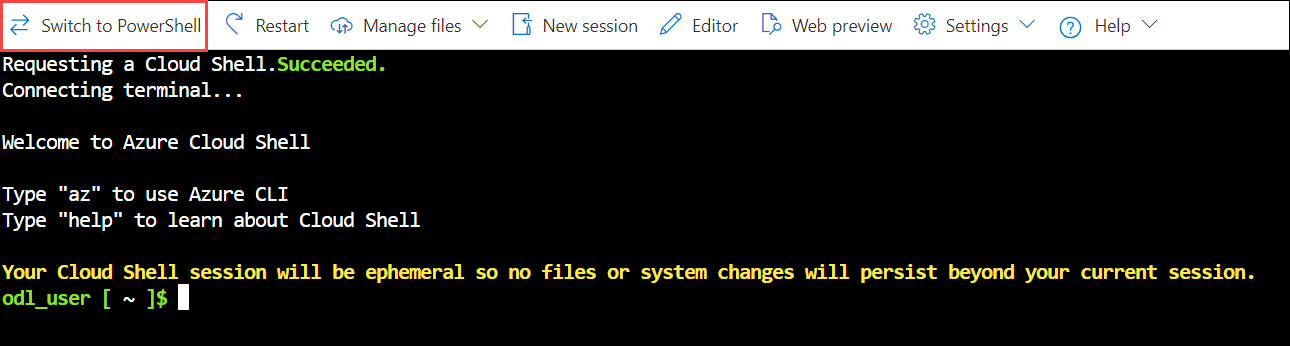 Switch to PowerShell Restart Manage files New session Editor Web preview Settings Help
Requesting a Cloud Shell.Succeeded.
Connecting terminal...
Welcome to Azure Cloud Shell
Type "az" to use Azure CLI
Type "help" to learn about Cloud Shell
Your Cloud Shell session will be ephemeral so no files or system changes will persist beyond your current session.
odl_user [ ~ ]$